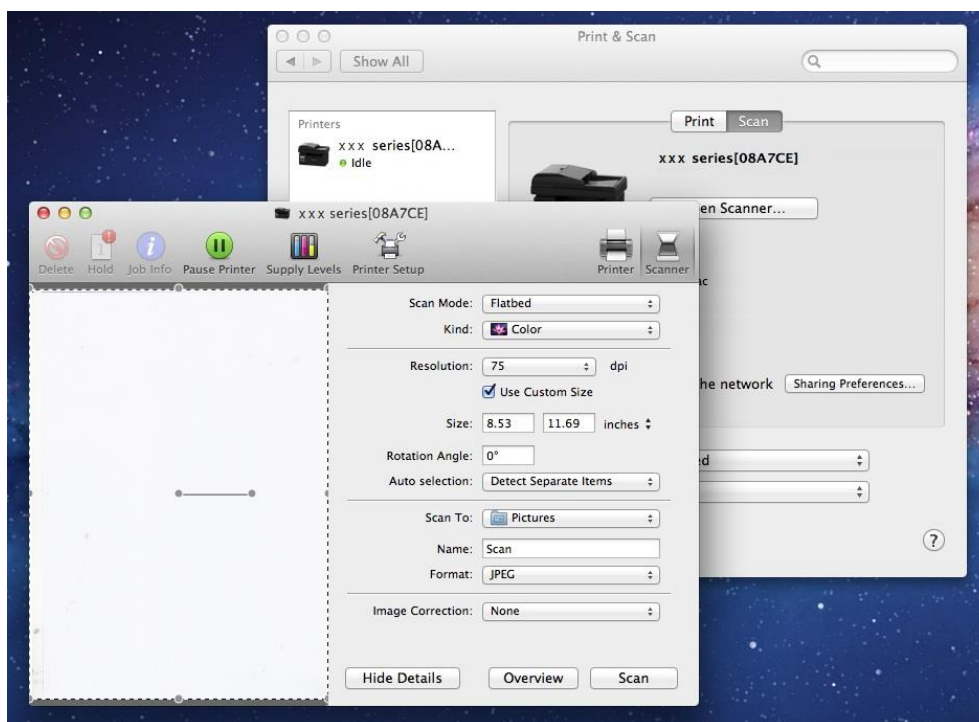 Print & Scan
Show All
Printers
xxx series[08A...
Idle
Print Scan
xxx series[08A7CE]
en Scanner...
he network Sharing Preferences...
?
xxx series[08A7CE]
Delete Hold Job Info Pause Printer Supply Levels Printer Setup Printer Scanner
Scan Mode: Flatbed
Kind: Color
Resolution: 75 dpi
Use Custom Size
Size: 8.53 11.69 inches
Rotation Angle: 0°
Auto selection: Detect Separate Items
Scan To: Pictures
Name: Scan
Format: JPEG
Image Correction: None
Hide Details Overview Scan